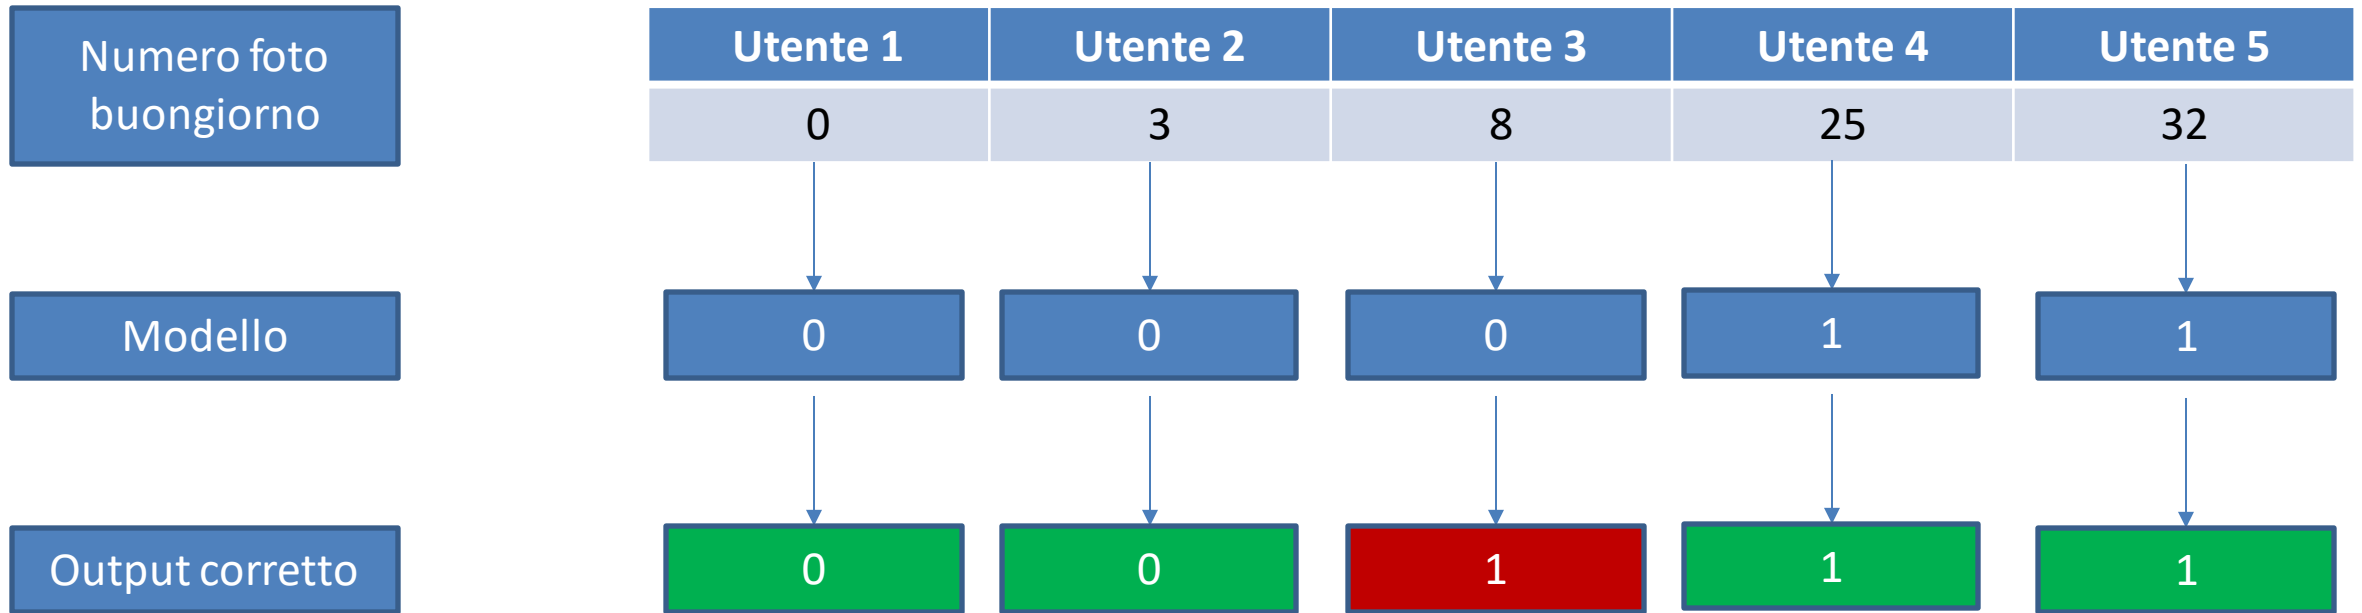 Numero foto
buongiorno
Utente 1 Utente 2 Utente 3 Utente 4 Utente 5
0 3 8 25 32
Modello 0 0 0 1 1
Output corretto 0 0 1 1 1